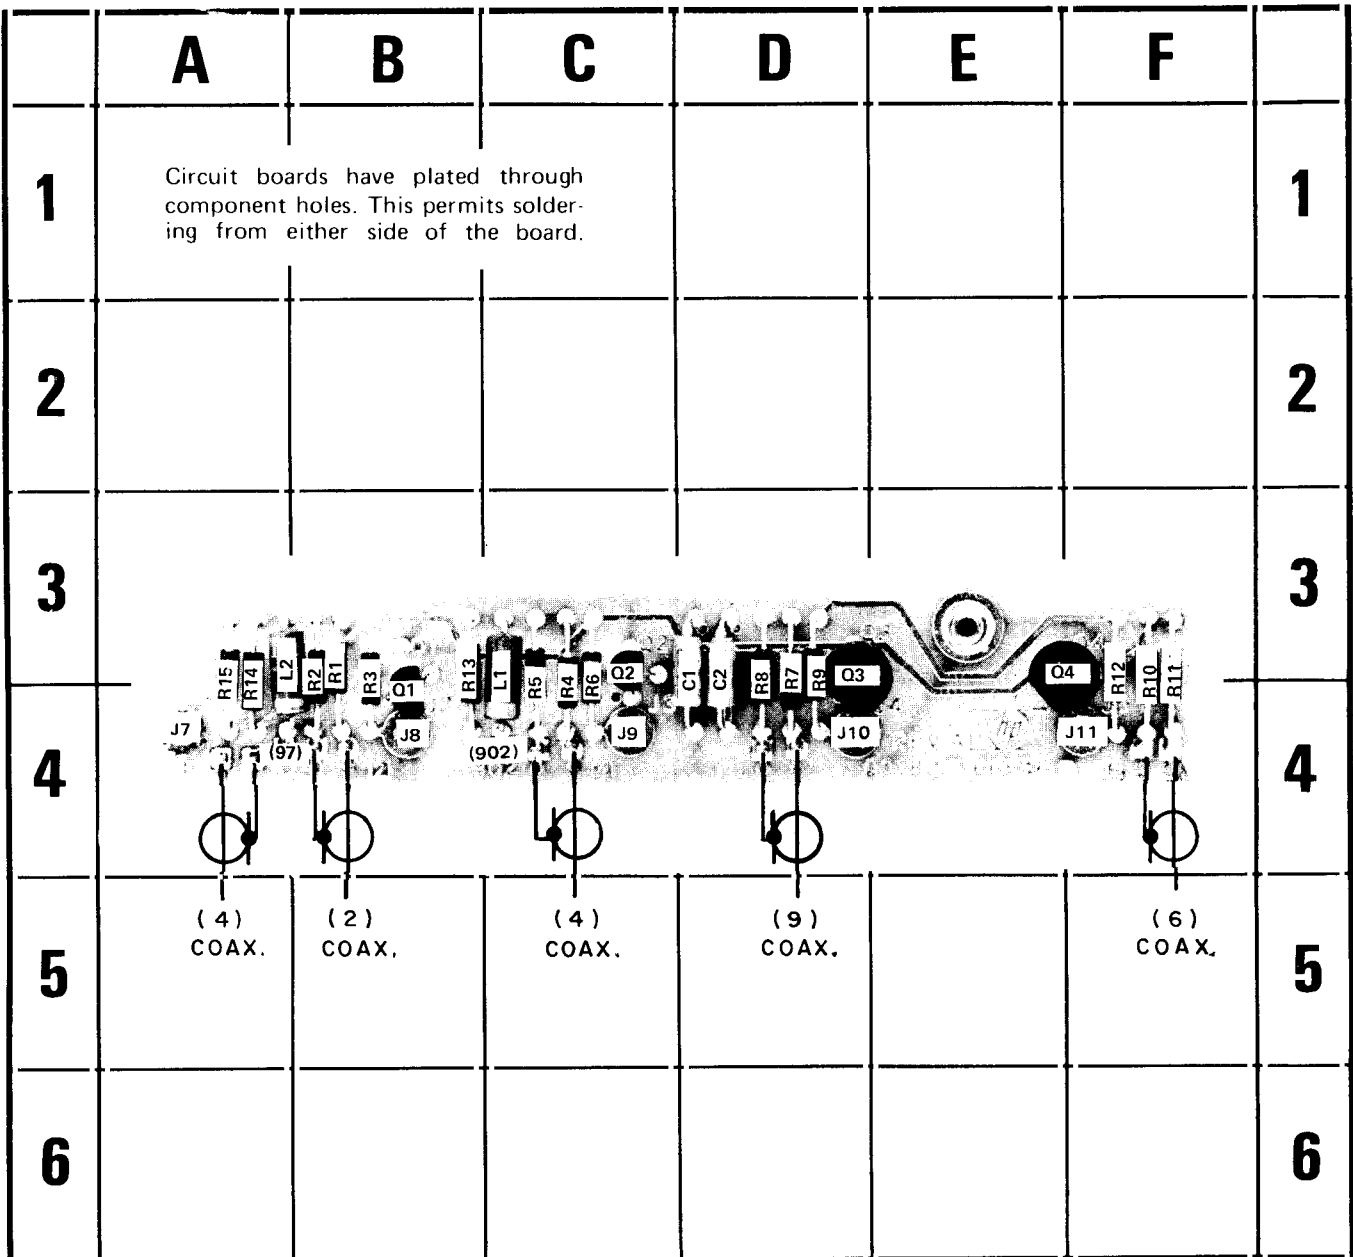 A B C D E F
1 1
Circuit boards have plated through
component holes. This permits solder-
ing from either side of the board.
2 2
3 3
R15 R14 L2 R2 R1 R3 Q1 R13 L1 R5 R4 R6 Q2 C1 C2 R8 R7 R9 Q3 Q4 R12 R10 R11
J7 J8 J9 J10 J11
(97) (902)
4 4
(4) (2) (4) (9) (6)
COAX. COAX. COAX. COAX. COAX.
5 5
6 6